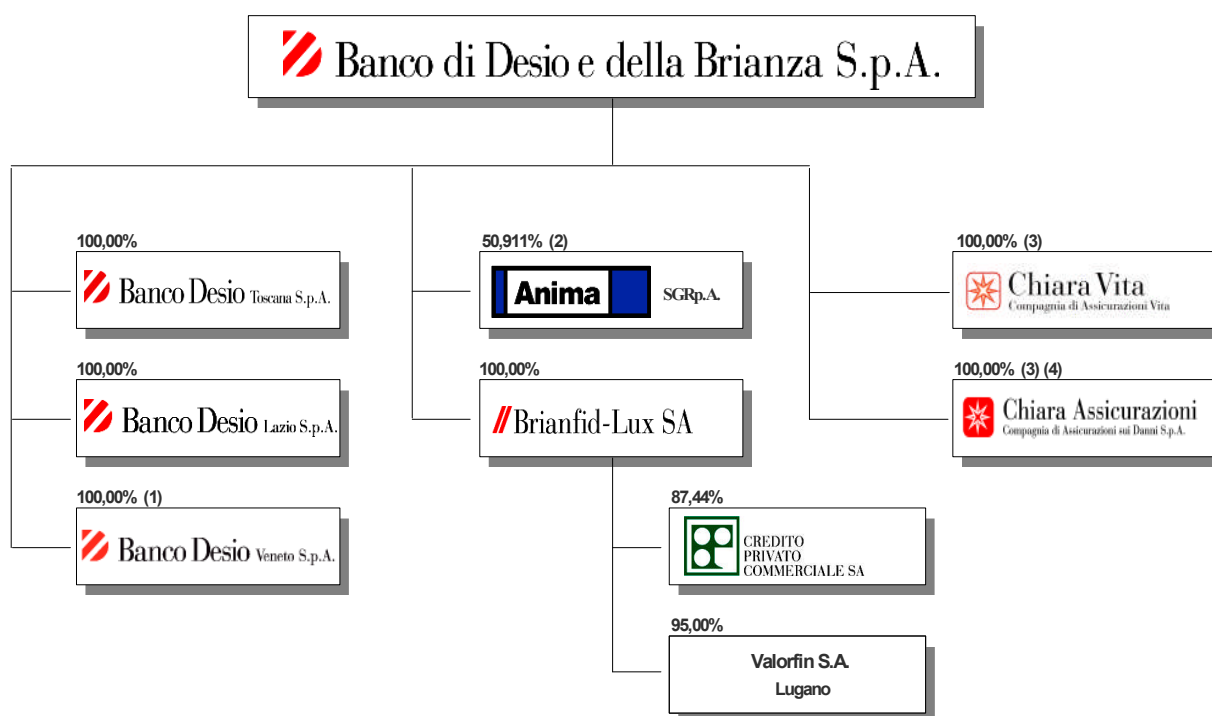 Banco di Desio e della Brianza S.p.A.
100,00%
Banco Desio Toscana S.p.A.
100,00%
Banco Desio Lazio S.p.A.
100,00% (1)
Banco Desio Veneto S.p.A.
50,911% (2)
Anima SGRp.A.
100,00%
Brianfid-Lux SA
87,44%
CREDITO
PRIVATO
COMMERCIALE SA
95,00%
Valorfin S.A.
Lugano
100,00% (3)
Chiara Vita
Compagnia di Assicurazioni Vita
100,00% (3) (4)
Chiara Assicurazioni
Compagnia di Assicurazioni sui Danni S.p.A.